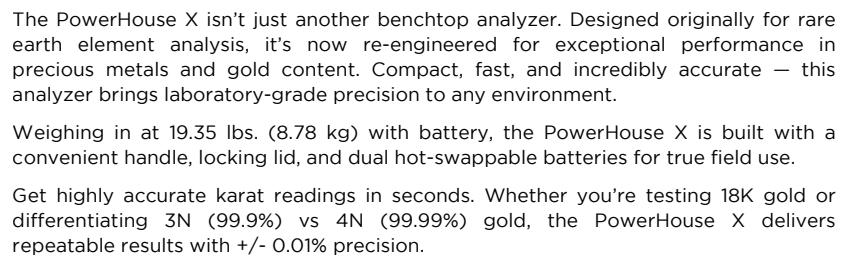 The PowerHouse X isn’t just another benchtop analyzer. Designed originally for rare
earth element analysis, it’s now re-engineered for exceptional performance in
precious metals and gold content. Compact, fast, and incredibly accurate — this
analyzer brings laboratory-grade precision to any environment.
Weighing in at 19.35 lbs. (8.78 kg) with battery, the PowerHouse X is built with a
convenient handle, locking lid, and dual hot-swappable batteries for true field use.
Get highly accurate karat readings in seconds. Whether you’re testing 18K gold or
differentiating 3N (99.9%) vs 4N (99.99%) gold, the PowerHouse X delivers
repeatable results with +/- 0.01% precision.